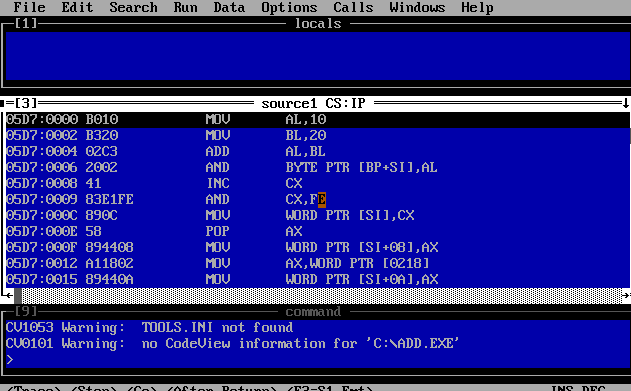 File Edit Search Run Data Options Calls Windows Help
[1] locals
[3] source1 CS:IP
05D7:0000 B010 MOV AL,10
05D7:0002 B320 MOV BL,20
05D7:0004 02C3 ADD AL,BL
05D7:0006 2002 AND BYTE PTR [BP+SI],AL
05D7:0008 41 INC CX
05D7:0009 83E1FE AND CX,FE
05D7:000C 890C MOV WORD PTR [SI],CX
05D7:000E 58 POP AX
05D7:000F 894408 MOV WORD PTR [SI+08],AX
05D7:0012 A11802 MOV AX,WORD PTR [0218]
05D7:0015 89440A MOV WORD PTR [SI+0A],AX
[9] command
CV1053 Warning: TOOLS.INI not found
CV0101 Warning: no CodeView information for 'C:\ADD.EXE'
>
<Trace> <Step> <Go> <After Return> <F3=S1 Fmt> INS DEC